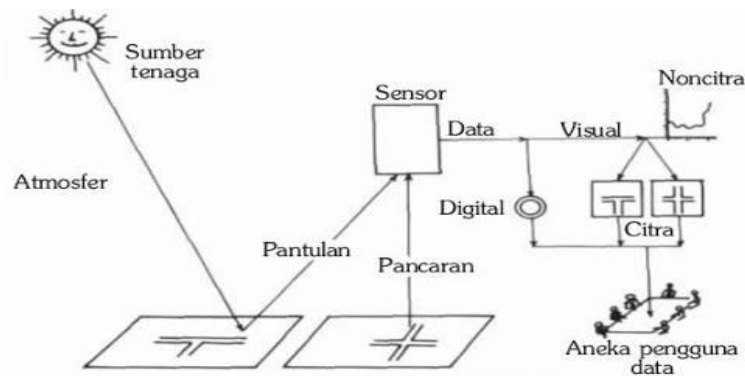 Sumber
tenaga
Noncitra
Sensor
Data
Visual
Atmosfer
Digital
Citra
Pantulan
Pancaran
Aneka pengguna
data